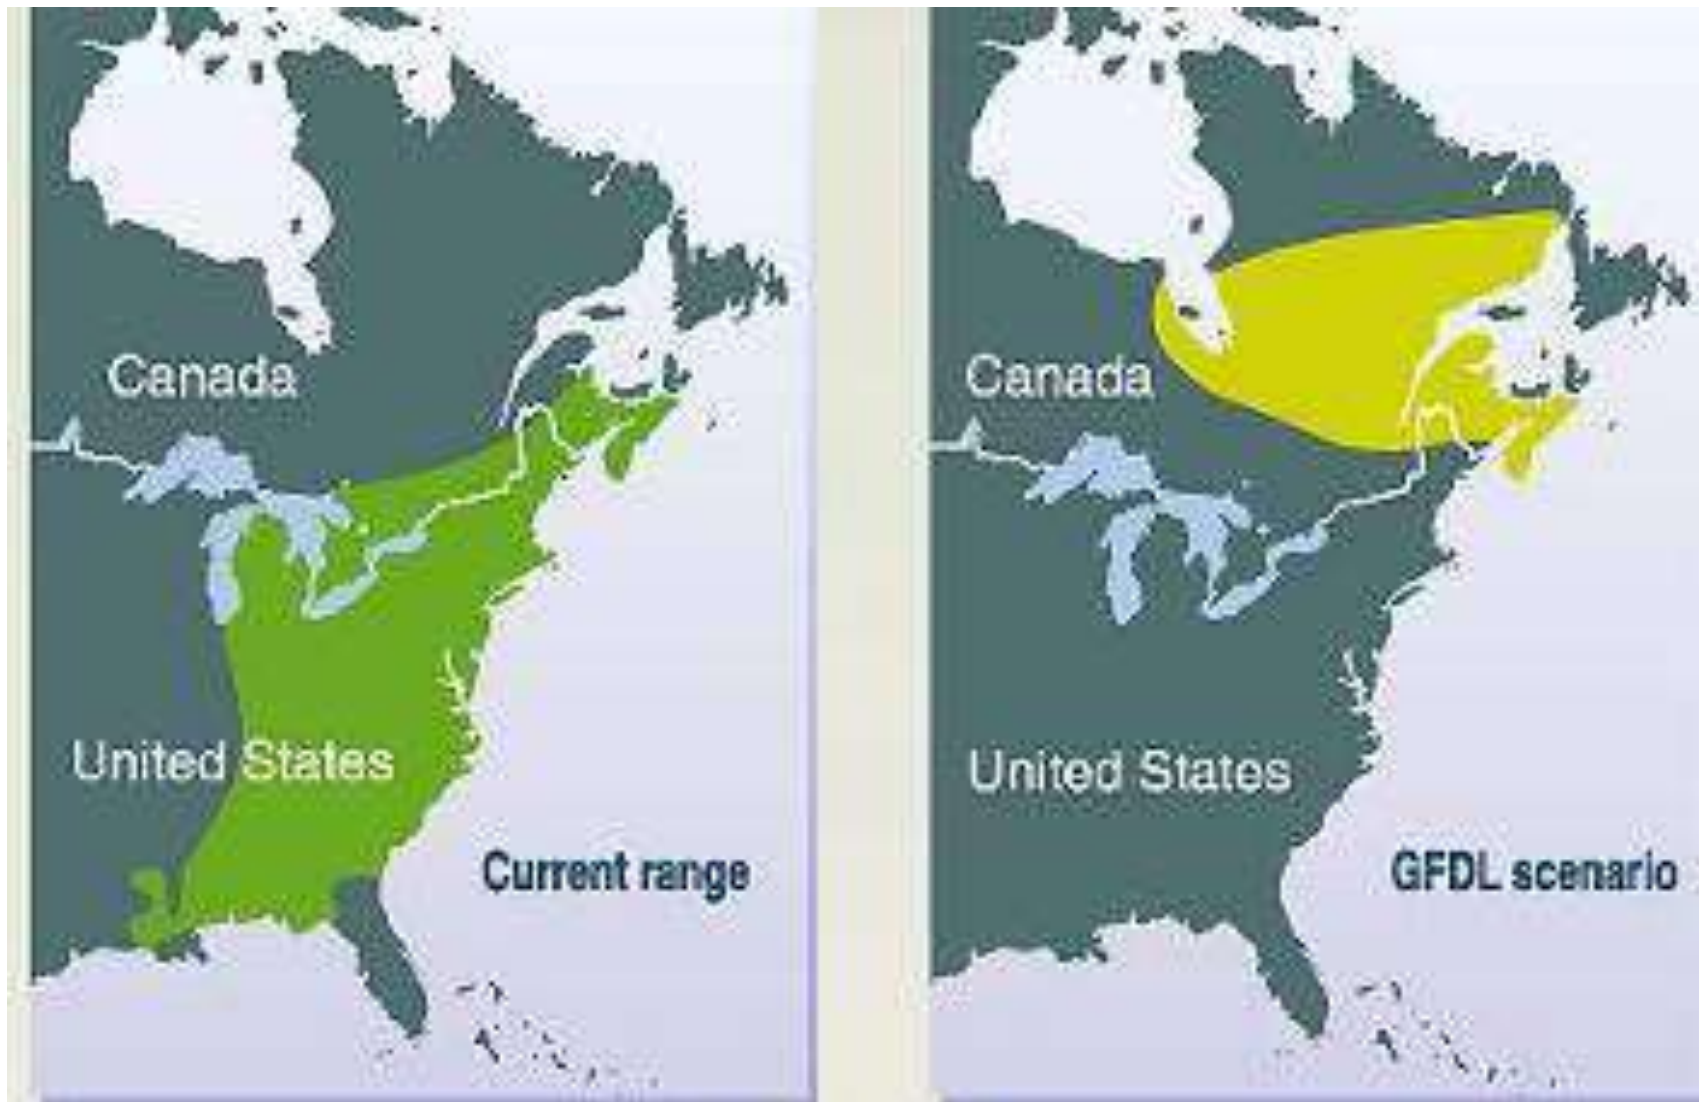 Canada
United States
Current range
Canada
United States
GFDL scenario